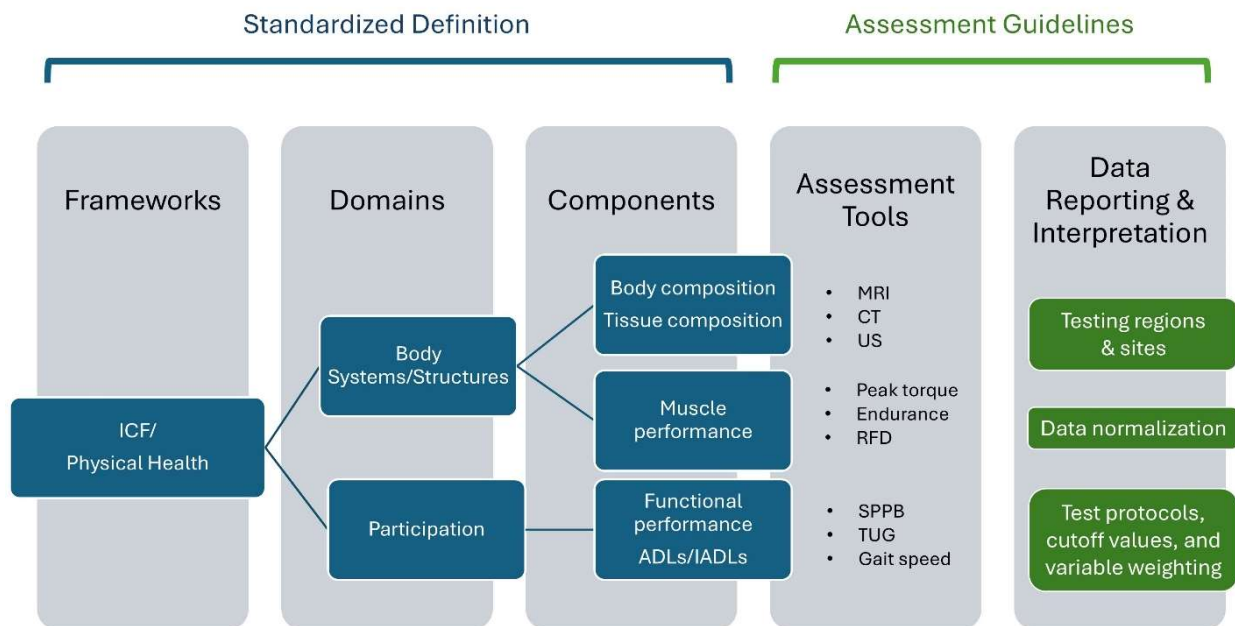 Standardized Definition
Assessment Guidelines
Frameworks
Domains
Components
Assessment
Tools
Data
Reporting &
Interpretation
ICF/
Physical Health
Body
Systems/Structures
Participation
Body composition
Tissue composition
Muscle
performance
Functional
performance
ADLs/IADLs
• MRI
• CT
• US
• Peak torque
• Endurance
• RFD
• SPPB
• TUG
• Gait speed
Testing regions
& sites
Data normalization
Test protocols,
cutoff values, and
variable weighting